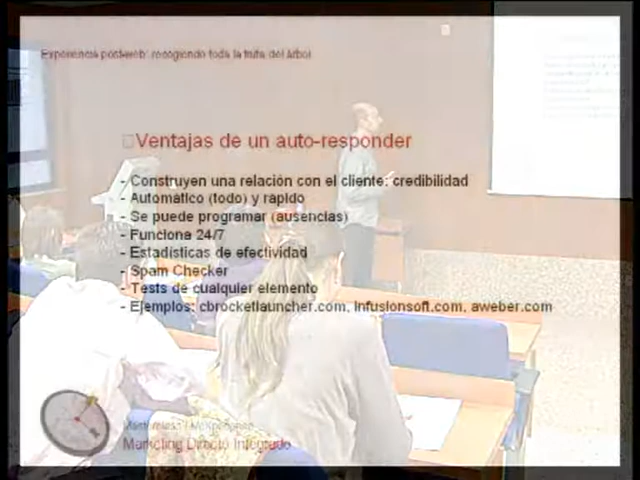 Experiencia postweb: recogiendo toda la fruta del árbol
Ventajas de un auto-responder
- Construyen una relación con el cliente: credibilidad
- Automático (todo) y rápido
- Se puede programar (ausencias)
- Funciona 24/7
- Estadísticas de efectividad
- Spam Checker
- Tests de cualquier elemento
- Ejemplos: cbrocketlauncher.com, infusionsoft.com, aweber.com
Marketing Directo Integrado